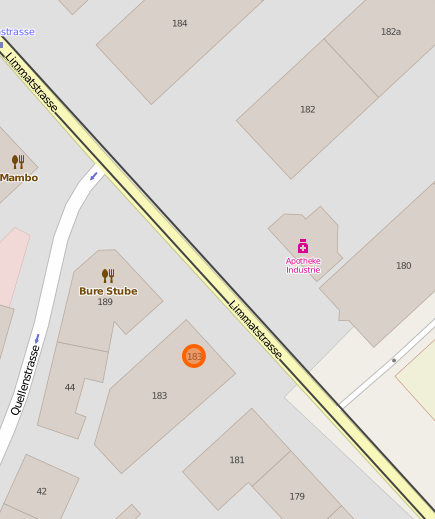 184
182a
strasse
Limmatstrasse
182
Mambo
Apotheke
Industrie
180
Bure Stube
189
Limmatstrasse
183
183
44
Quellenstrasse
181
42
179